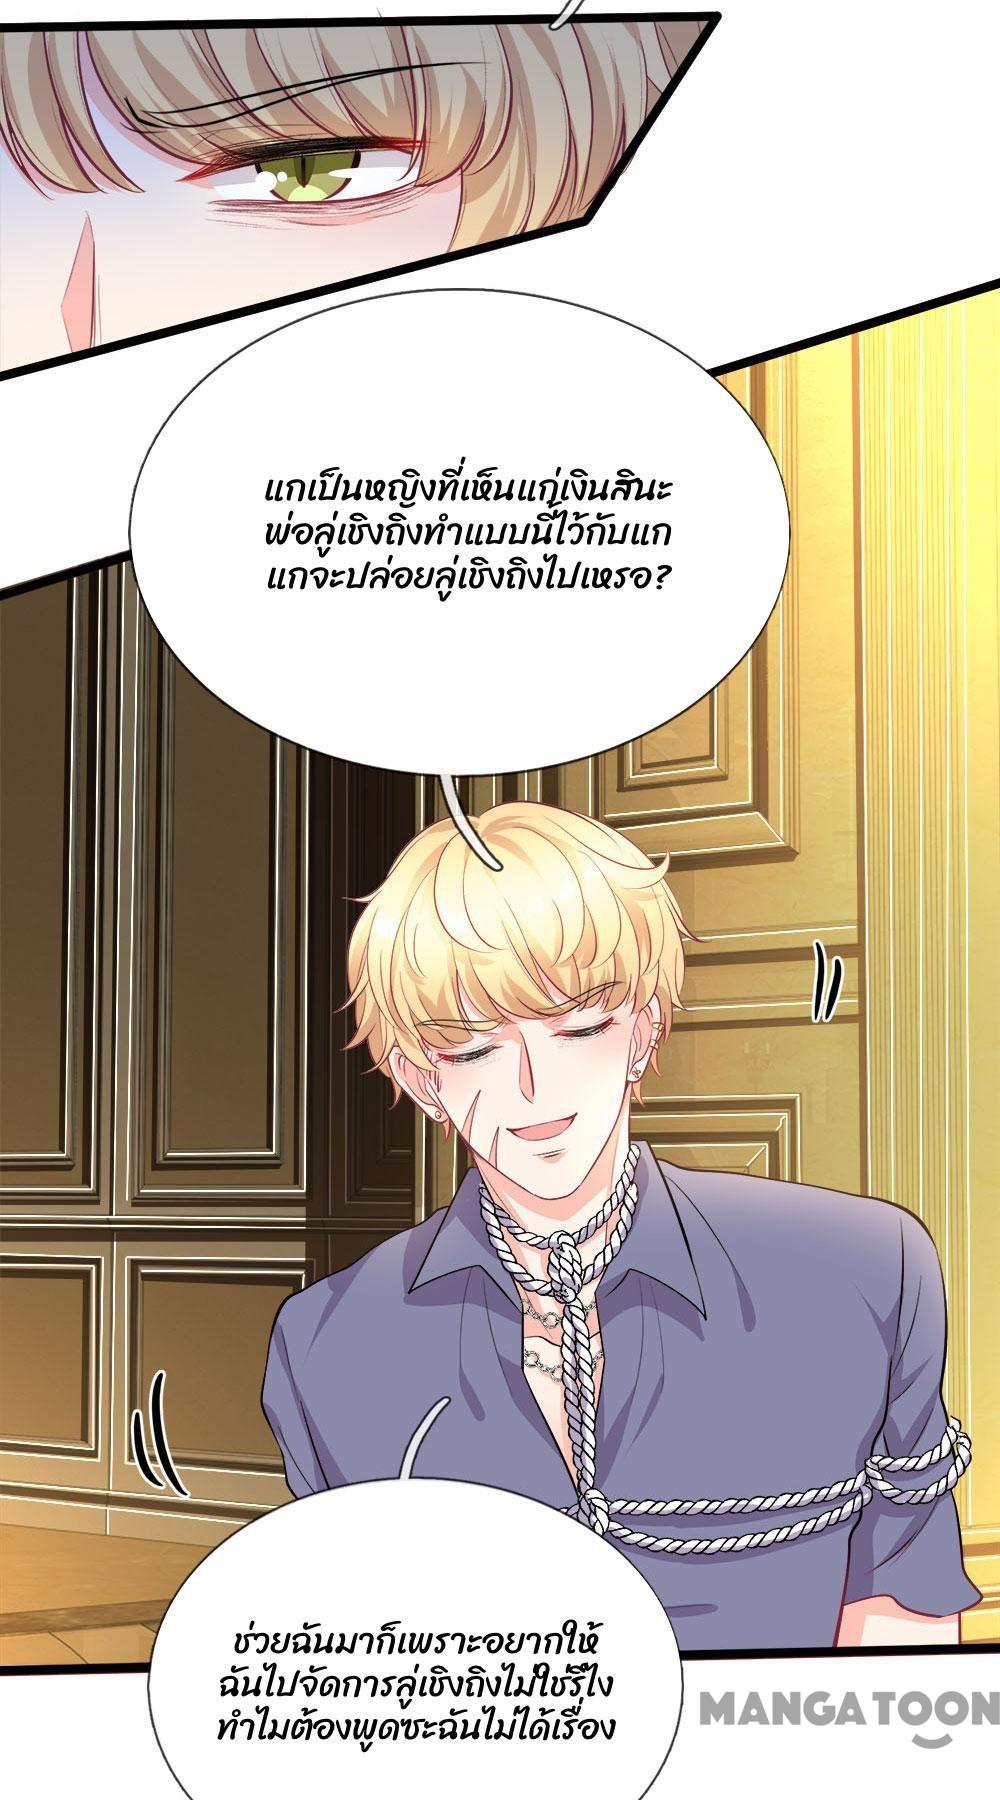 แกเป็นหญิงที่เห็นแก่เงินสินะ
พ่อลู่เชิงถิงทำแบบนี้ไว้กับแก
แกจะปล่อยลู่เชิงถิงไปเหรอ?
ช่วยฉันมาก็เพราะอยากให้
ฉันไปจัดการลู่เชิงถิงไม่ใช่รึไง
ทำไมต้องพูดซะฉันไม่ได้เรื่อง
MANGATOON